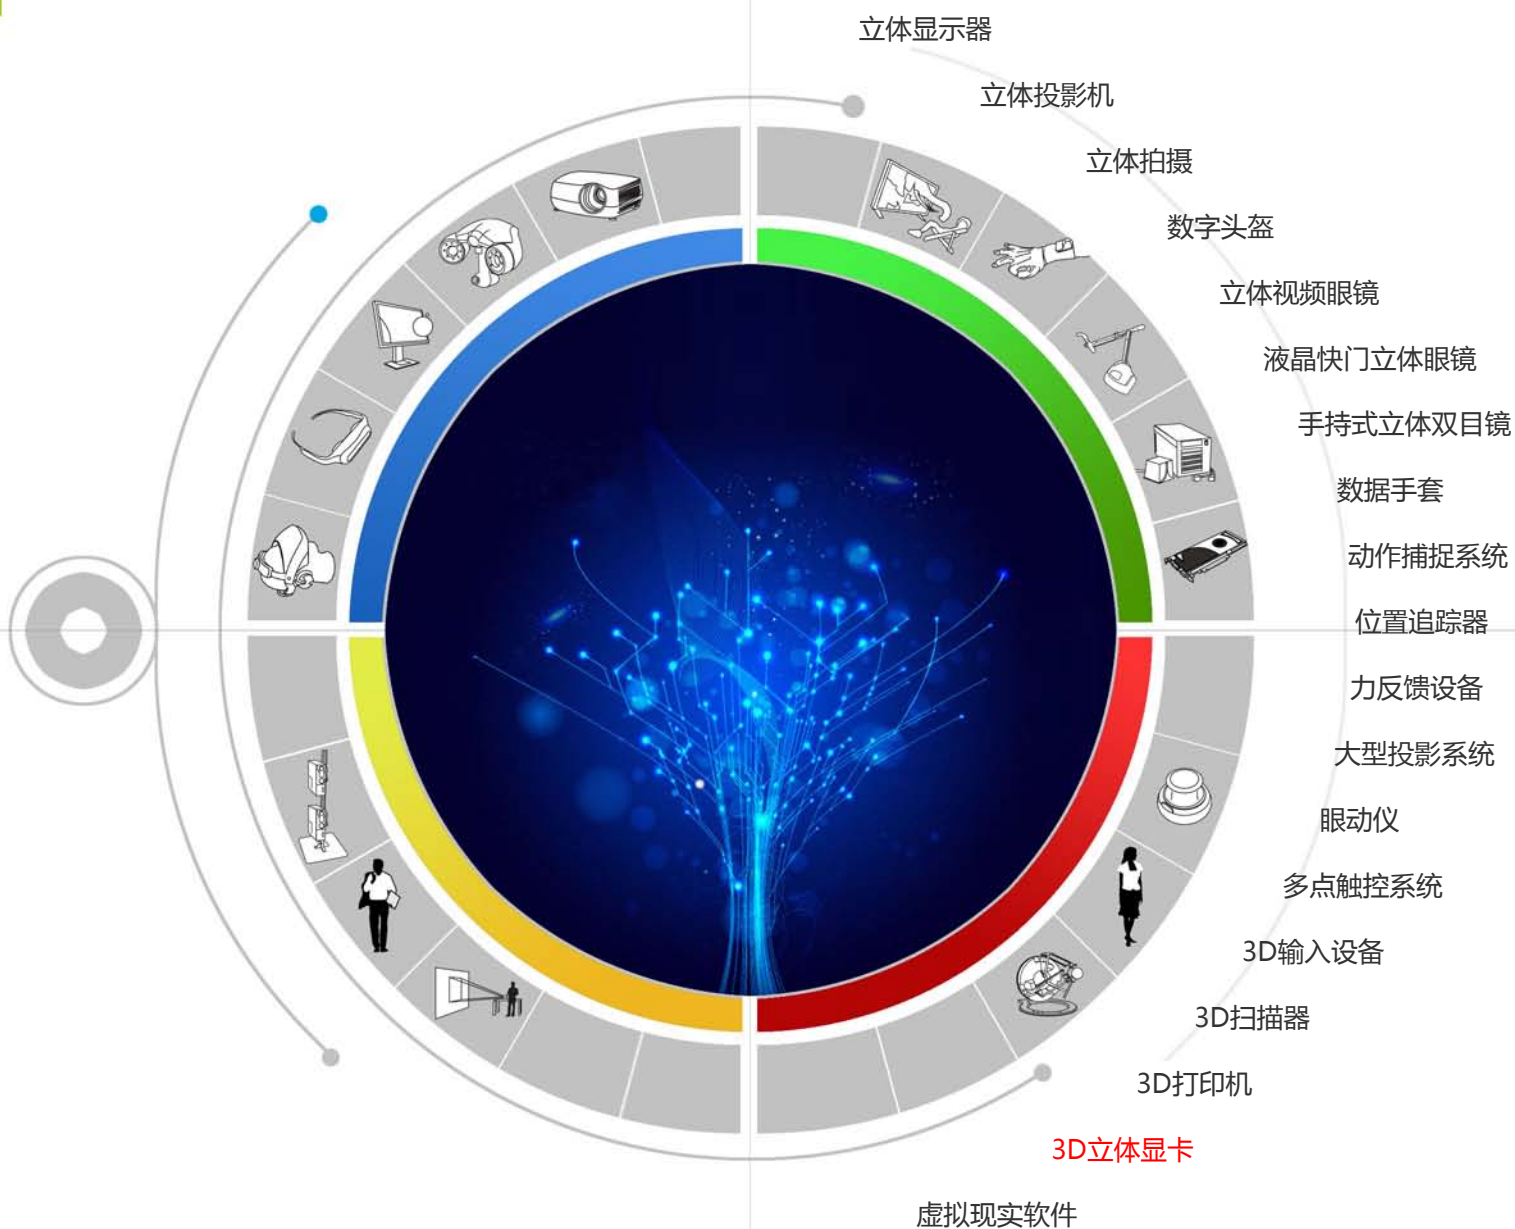 立体显示器
立体投影机
立体拍摄
数字头盔
立体视频眼镜
液晶快门立体眼镜
手持式立体双目镜
数据手套
动作捕捉系统
位置追踪器
力反馈设备
大型投影系统
眼动仪
多点触控系统
3D输入设备
3D扫描器
3D打印机
3D立体显卡
虚拟现实软件